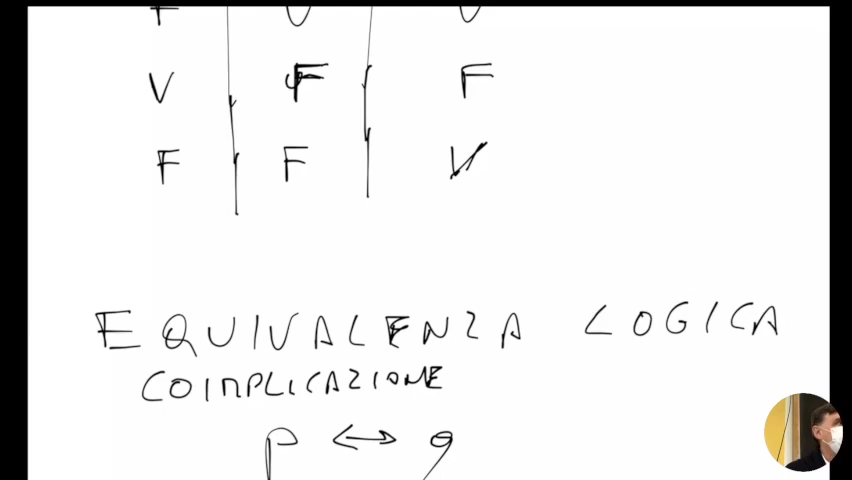 F V V
V F F
F F V
EQUIVALENZA LOGICA
COIMPLICAZIONE
p ↔ q